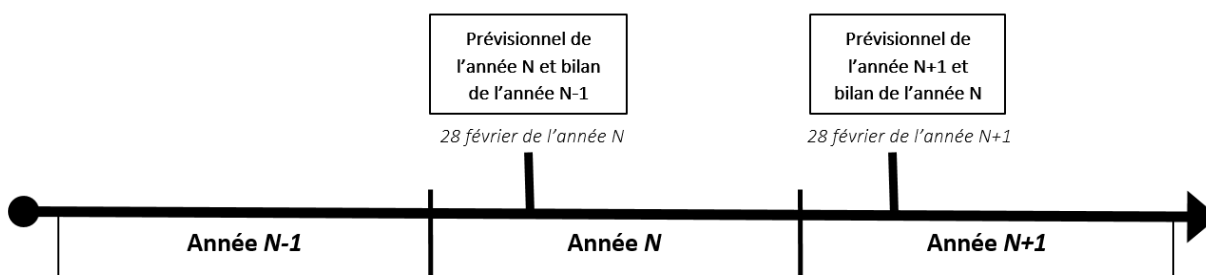 Prévisionnel de
l’année N et bilan
de l’année N-1
Prévisionnel de
l’année N+1 et
bilan de l’année N
28 février de l’année N
28 février de l’année N+1
Année N-1
Année N
Année N+1